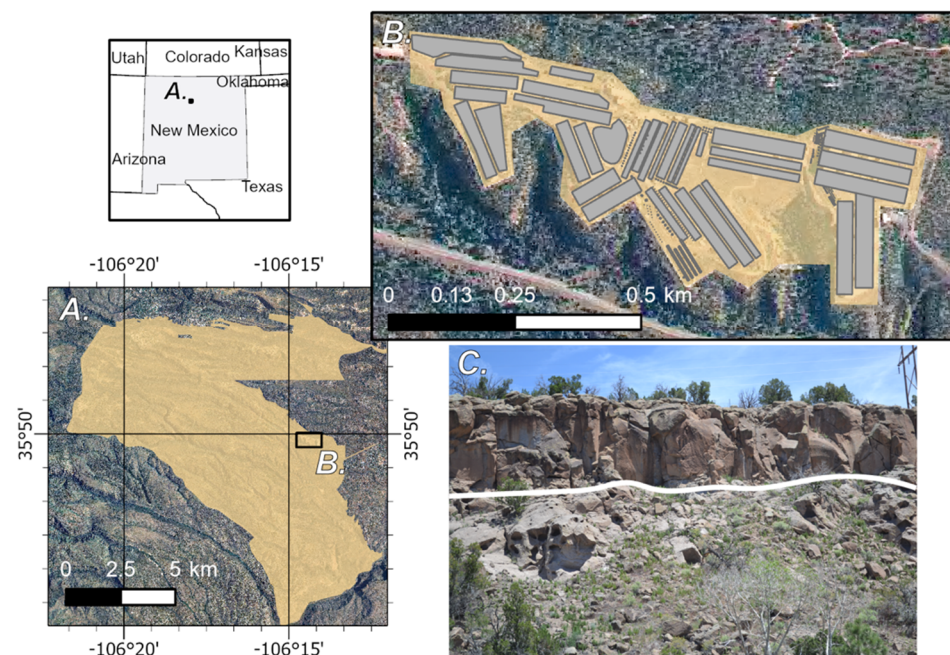 Utah
Colorado
Kansas
Oklahoma
A.
New Mexico
Arizona
Texas
B.
0
0.13
0.25
0.5 km
-106°20'
-106°15'
A.
35°50'
35°50'
B.
0
2.5
5 km
-106°20'
-106°15'
C.